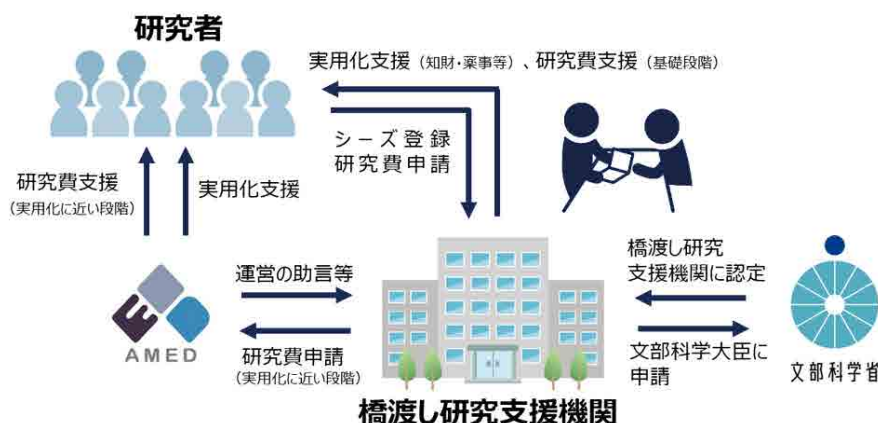 研究者
実用化支援（知財・薬事等）、研究費支援（基礎段階）
シーズ登録
研究費申請
研究費支援
（実用化に近い段階）
実用化支援
運営の助言等
研究費申請
（実用化に近い段階）
AMED
橋渡し研究
支援機関に認定
文部科学大臣に
申請
文部科学省
橋渡し研究支援機関